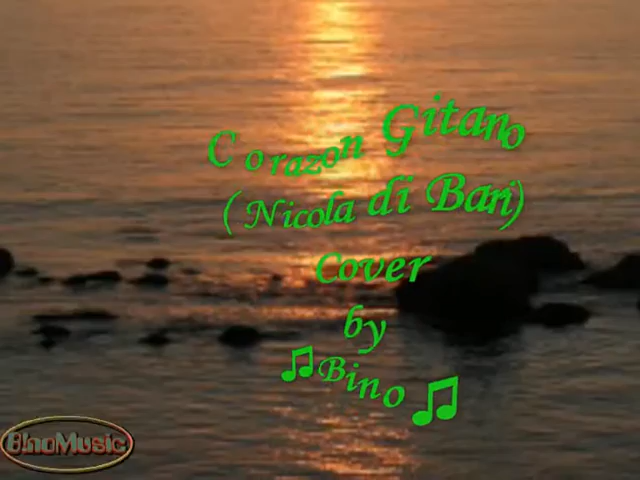 Corazon Gitano
(Nicola di Bari)
Cover
by
♫Bino♫
BinoMusic